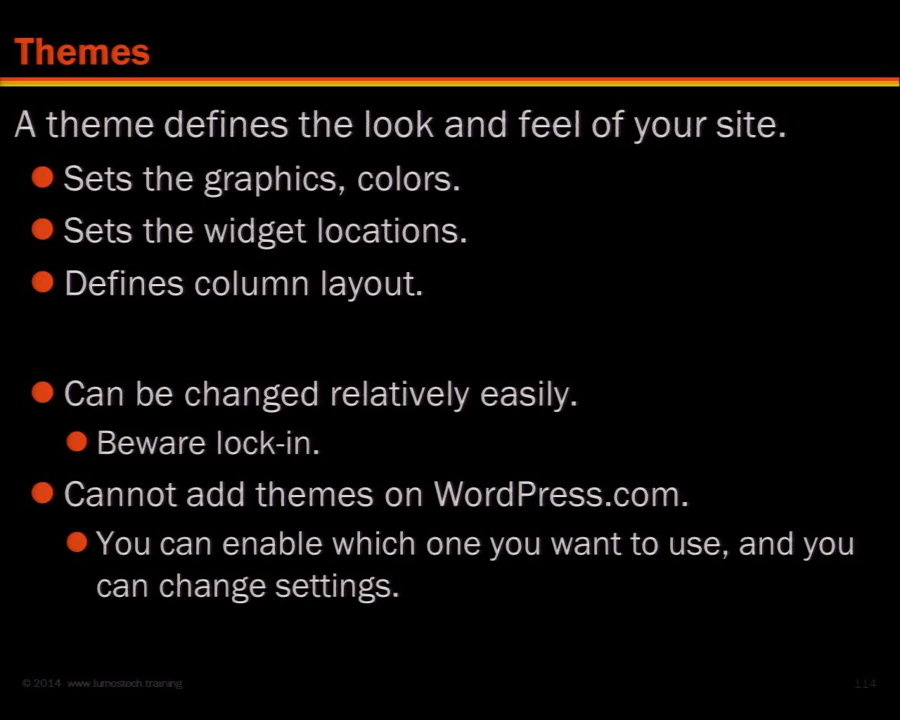 Themes
A theme defines the look and feel of your site.
Sets the graphics, colors.
Sets the widget locations.
Defines column layout.
Can be changed relatively easily.
Beware lock-in.
Cannot add themes on WordPress.com.
You can enable which one you want to use, and you
can change settings.
© 2014 www.lumostech.training
114